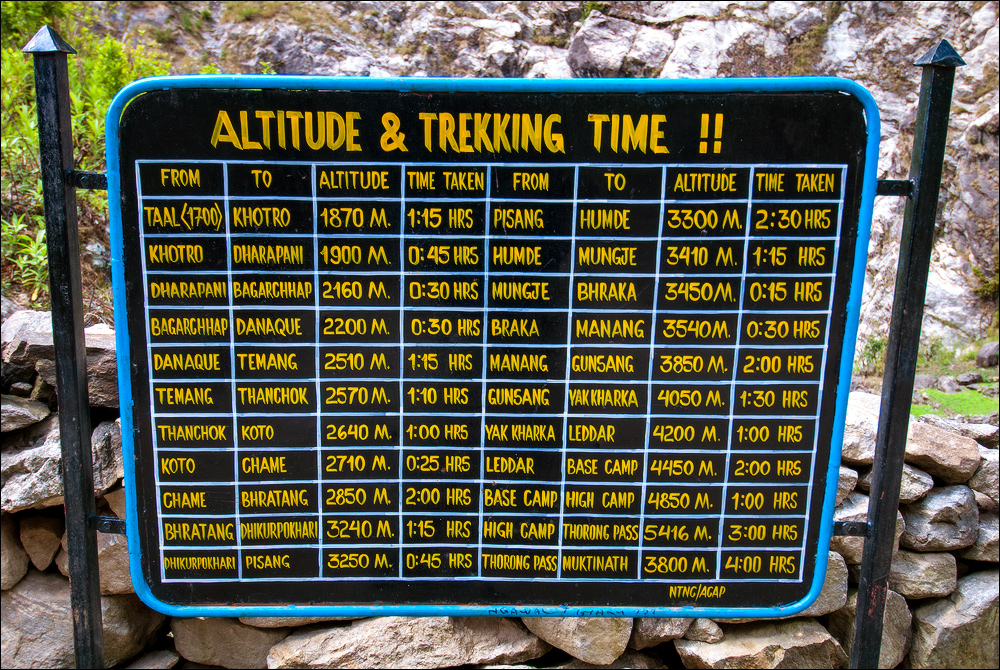 ALTITUDE & TREKKING TIME !!
FROM TO ALTITUDE TIME TAKEN FROM TO ALTITUDE TIME TAKEN
TAAL(1700) KHOTRO 1870 M. 1:15 HRS PISANG HUMDE 3300 M. 2:30 HRS
KHOTRO DHARAPANI 1900 M. 0:45 HRS HUMDE MUNGJE 3410 M. 1:15 HRS
DHARAPANI BAGARCHHAP 2160 M. 0:30 HRS MUNGJE BHRAKA 3450M. 0:15 HRS
BAGARCHHAP DANAQUE 2200 M. 0:30 HRS BRAKA MANANG 3540M. 0:30 HRS
DANAQUE TEMANG 2510 M. 1:15 HRS MANANG GUNSANG 3850 M. 2:00 HRS
TEMANG THANCHOK 2570 M. 1:10 HRS GUNSANG YAKKHARKA 4050 M. 1:30 HRS
THANCHOK KOTO 2640 M. 1:00 HRS YAK KHARKA LEDDAR 4200 M. 1:00 HRS
KOTO CHAME 2710 M. 0:25 HRS LEDDAR BASE CAMP 4450 M. 2:00 HRS
CHAME BHRATANG 2850 M. 2:00 HRS BASE CAMP HIGH CAMP 4850 M. 1:00 HRS
BHRATANG DHIKURPOKHARI 3240 M. 1:15 HRS HIGH CAMP THORONG PASS 5416 M. 3:00 HRS
DHIKURPOKHARI PISANG 3250 M. 0:45 HRS THORONG PASS MUKTINATH 3800 M. 4:00 HRS
NTNC/ACAP